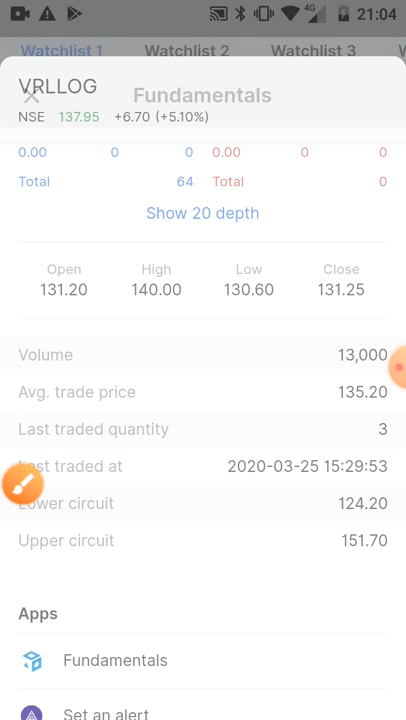 4G 21:04
Watchlist 1 Watchlist 2 Watchlist 3 W
VRLLOG
Fundamentals
NSE 137.95 +6.70 (+5.10%)
0.00 0 0 0.00 0 0
Total 64 Total 0
Show 20 depth
Open High Low Close
131.20 140.00 130.60 131.25
Volume 13,000
Avg. trade price 135.20
Last traded quantity 3
Last traded at 2020-03-25 15:29:53
Lower circuit 124.20
Upper circuit 151.70
Apps
Fundamentals
Set an alert